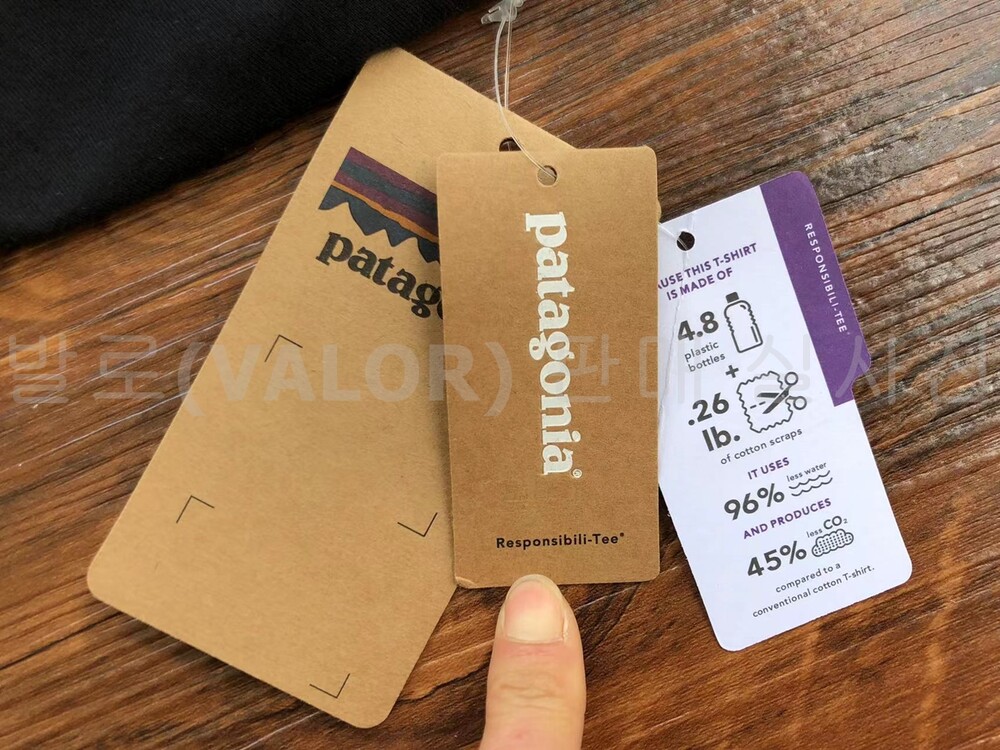 patag
patagonia®
Responsibili-Tee®
RESPONSIBILI-TEE®
THIS T-SHIRT
IS MADE OF
4.8
plastic
bottles
+
.26
lb.
of cotton scraps
IT USES
96% less water
AND PRODUCES
45% less CO₂
compared to a
conventional cotton T-shirt.
발로(VALOR) 판매 실사진